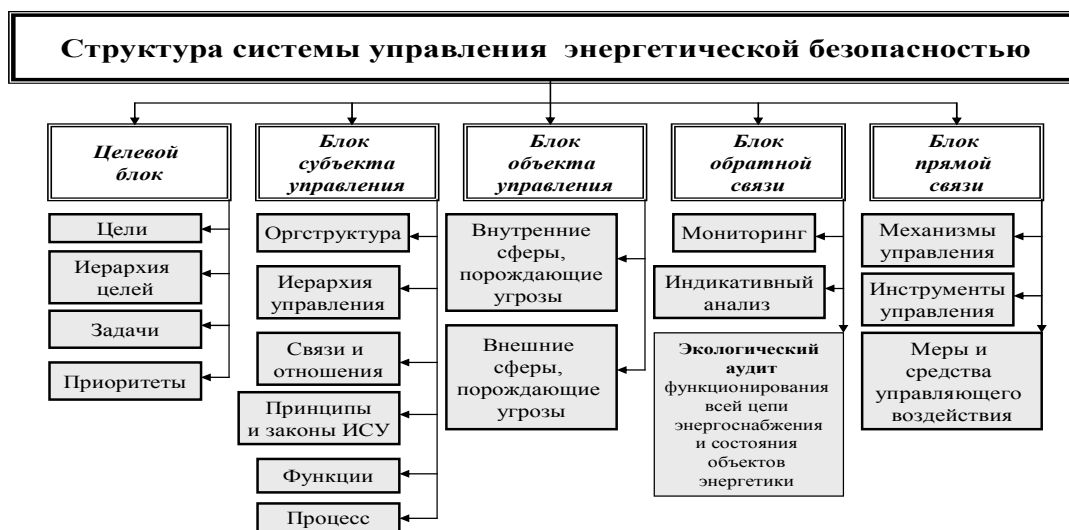 Структура системы управления энергетической безопасностью
Целевой
блок
Цели
Иерархия
целей
Задачи
Приоритеты
Блок
субъекта
управления
Оргструктура
Иерархия
управления
Связи и
отношения
Принципы
и законы ИСУ
Функции
Процесс
Блок
объекта
управления
Внутренние
сферы,
порождающие
угрозы
Внешние
сферы,
порождающие
угрозы
Блок
обратной
связи
Мониторинг
Индикативный
анализ
Экологический
аудит
функционирования
всей цепи
энергоснабжения
и состояния
объектов
энергетики
Блок
прямой
связи
Механизмы
управления
Инструменты
управления
Меры и
средства
управляющего
воздействия